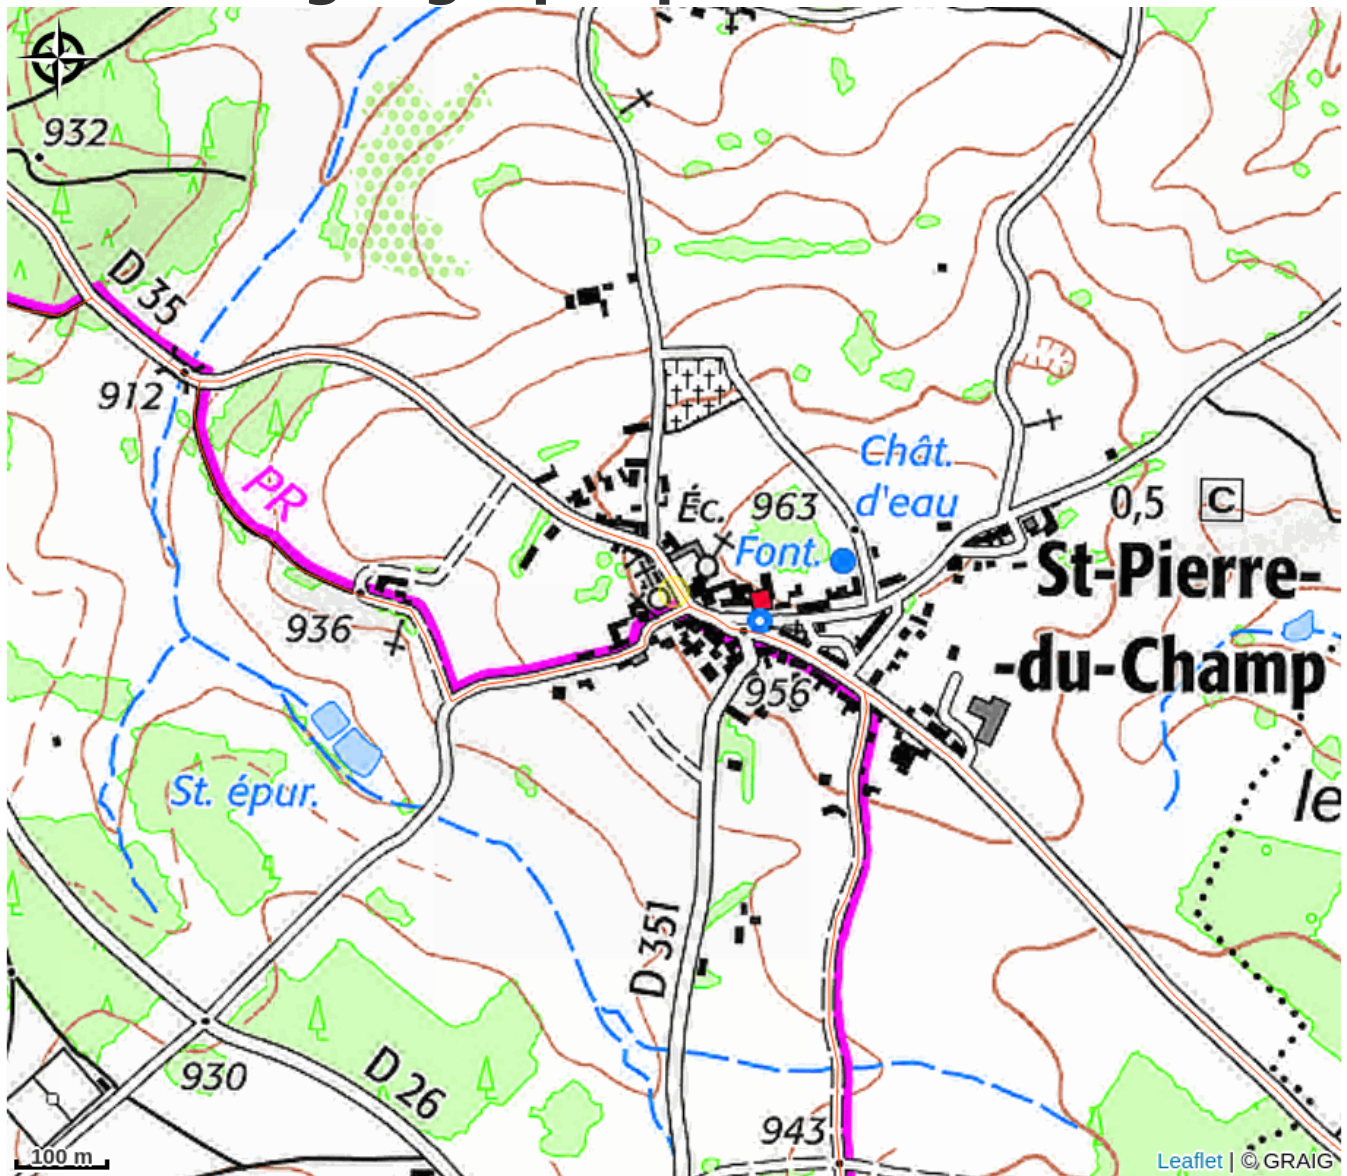 932
D 35
912
PR
Chât.
d'eau
Éc.
963
0,5
C
Font.
St-Pierre-
-du-Champ
936
956
St. épur.
le
D 351
930
D 26
943
100 m
Leaflet | © GRAIG